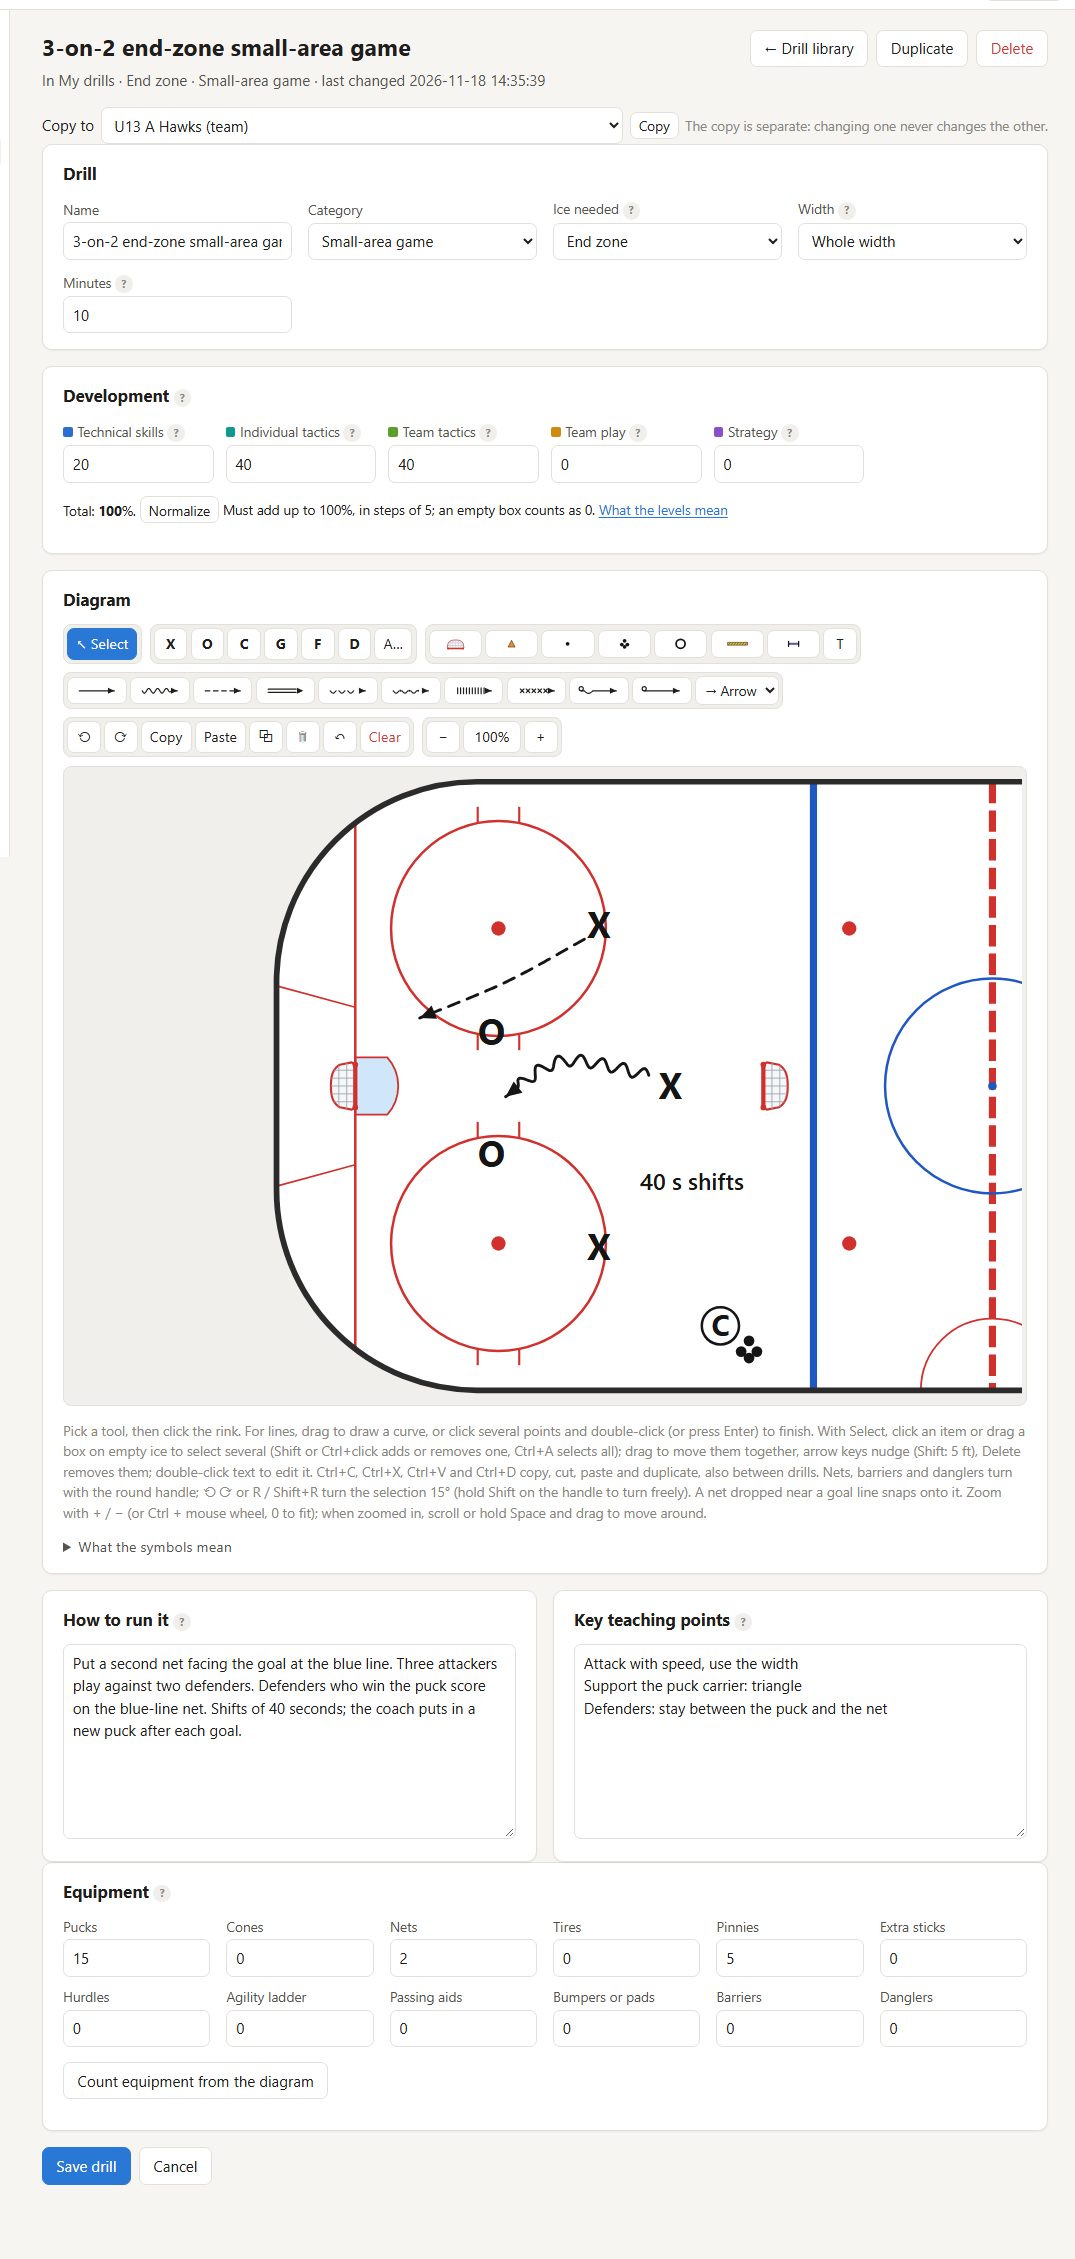 3-on-2 end-zone small-area game
← Drill library
Duplicate
Delete
In My drills · End zone · Small-area game · last changed 2026-11-18 14:35:39
Copy to
U13 A Hawks (team)
Copy
The copy is separate: changing one never changes the other.
Drill
Name
Category
Ice needed ?
Width ?
3-on-2 end-zone small-area gar
Small-area game
End zone
Whole width
Minutes ?
10
Development ?
Technical skills ?
Individual tactics ?
Team tactics ?
Team play ?
Strategy ?
20
40
40
0
0
Total: 100%.
Normalize
Must add up to 100%, in steps of 5; an empty box counts as 0. What the levels mean
Diagram
Select
X
O
C
G
F
D
A...
T
→ Arrow
Copy
Paste
Clear
−
100%
+
X
O
X
O
40 s shifts
X
C
Pick a tool, then click the rink. For lines, drag to draw a curve, or click several points and double-click (or press Enter) to finish. With Select, click an item or drag a
box on empty ice to select several (Shift or Ctrl+click adds or removes one, Ctrl+A selects all); drag to move them together, arrow keys nudge (Shift: 5 ft), Delete
removes them; double-click text to edit it. Ctrl+C, Ctrl+X, Ctrl+V and Ctrl+D copy, cut, paste and duplicate, also between drills. Nets, barriers and danglers turn
with the round handle; ⟲ ⟳ or R / Shift+R turn the selection 15° (hold Shift on the handle to turn freely). A net dropped near a goal line snaps onto it. Zoom
with + / − (or Ctrl + mouse wheel, 0 to fit); when zoomed in, scroll or hold Space and drag to move around.
▶ What the symbols mean
How to run it ?
Put a second net facing the goal at the blue line. Three attackers
play against two defenders. Defenders who win the puck score
on the blue-line net. Shifts of 40 seconds; the coach puts in a
new puck after each goal.
Key teaching points ?
Attack with speed, use the width
Support the puck carrier: triangle
Defenders: stay between the puck and the net
Equipment ?
Pucks
Cones
Nets
Tires
Pinnies
Extra sticks
15
0
2
0
5
0
Hurdles
Agility ladder
Passing aids
Bumpers or pads
Barriers
Danglers
0
0
0
0
0
0
Count equipment from the diagram
Save drill
Cancel